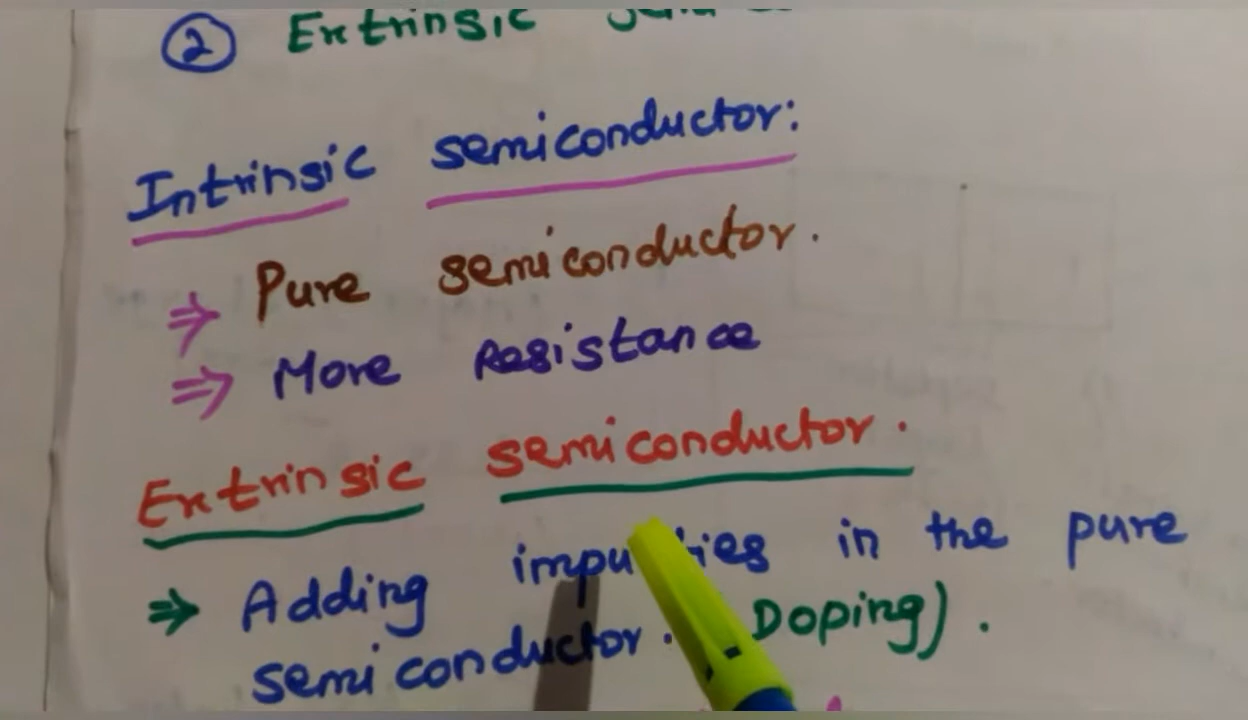 ② Extrinsic
Intrinsic semiconductor:
⇒ Pure semiconductor.
⇒ More Resistance
Extrinsic semiconductor.
⇒ Adding in the pure
semiconductor. Doping).